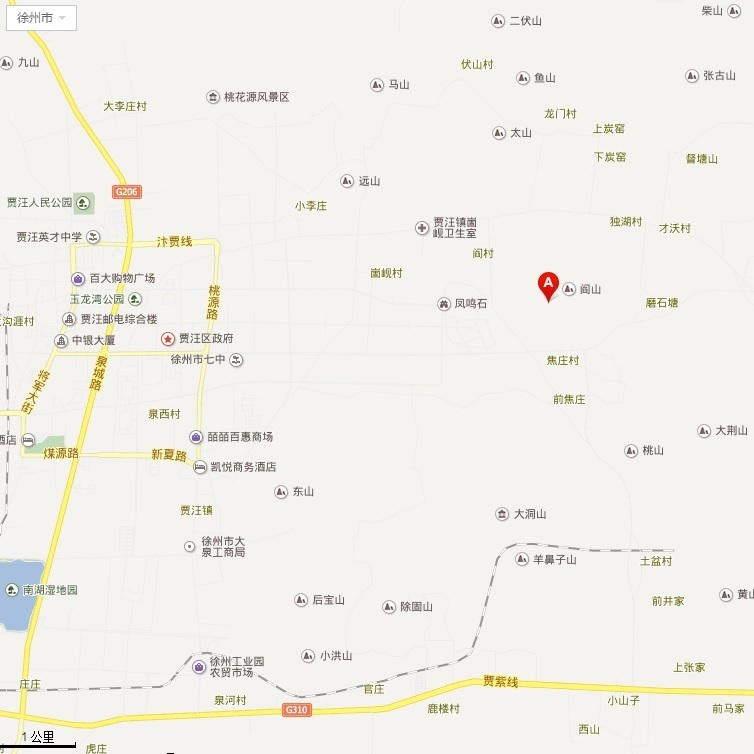 徐州市
二伏山
柴山
九山
伏山村
马山
鱼山
张古山
桃花源风景区
大李庄村
龙门村
太山
上炭窑
下炭窑
督塘山
远山
G206
贾汪人民公园
小李庄
贾汪镇崮
岘卫生室
独湖村
才沃村
贾汪英才中学
汴贾线
阎村
百大购物广场
崮岘村
阎山
A
玉龙湾公园
桃源路
凤鸣石
磨石塘
沟涯村
贾汪邮电综合楼
中银大厦
贾汪区政府
徐州市七中
焦庄村
将军大街
泉城路
前焦庄
泉西村
酒店
喆喆百惠商场
大荆山
煤源路
新夏路
凯悦商务酒店
桃山
东山
贾汪镇
大洞山
徐州市大
泉工商局
羊鼻子山
土盆村
南湖湿地园
后宝山
除固山
前井家
黄山
小洪山
徐州工业园
农贸市场
上张家
庄庄
官庄
贾紫线
泉河村
G310
鹿楼村
小山子
前马家
西山
1 公里
虎庄